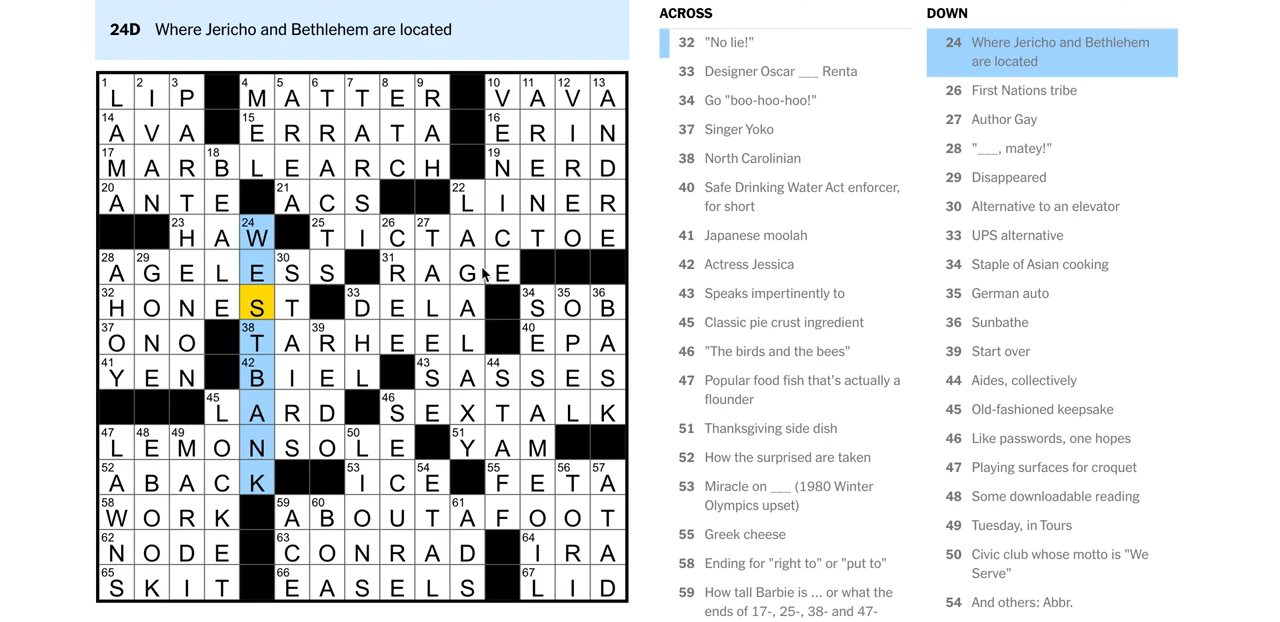 24D Where Jericho and Bethlehem are located
1 2 3 4 5 6 7 8 9 10 11 12 13
L I P M A T T E R V A V A
14 15 16
A V A E R R A T A E R I N
17 18 19
M A R B L E A R C H N E R D
20 21 22
A N T E A C S L I N E R
23 24 25 26 27
H A W T I C T A C T O E
28 29 30 31
A G E L E S S R A G E
32 33 34 35 36
H O N E S T D E L A S O B
37 38 39 40
O N O T A R H E E L E P A
41 42 43 44
Y E N B I E L S A S S E S
45 46
L A R D S E X T A L K
47 48 49 50 51
L E M O N S O L E Y A M
52 53 54 55 56 57
A B A C K I C E F E T A
58 59 60 61
W O R K A B O U T A F O O T
62 63 64
N O D E C O N R A D I R A
65 66 67
S K I T E A S E L S L I D
ACROSS
32 "No lie!"
33 Designer Oscar ___ Renta
34 Go "boo-hoo-hoo!"
37 Singer Yoko
38 North Carolinian
40 Safe Drinking Water Act enforcer,
for short
41 Japanese moolah
42 Actress Jessica
43 Speaks impertinently to
45 Classic pie crust ingredient
46 "The birds and the bees"
47 Popular food fish that's actually a
flounder
51 Thanksgiving side dish
52 How the surprised are taken
53 Miracle on ___ (1980 Winter
Olympics upset)
55 Greek cheese
58 Ending for "right to" or "put to"
59 How tall Barbie is ... or what the
ends of 17-, 25-, 38- and 47-
DOWN
24 Where Jericho and Bethlehem
are located
26 First Nations tribe
27 Author Gay
28 "___, matey!"
29 Disappeared
30 Alternative to an elevator
33 UPS alternative
34 Staple of Asian cooking
35 German auto
36 Sunbathe
39 Start over
44 Aides, collectively
45 Old-fashioned keepsake
46 Like passwords, one hopes
47 Playing surfaces for croquet
48 Some downloadable reading
49 Tuesday, in Tours
50 Civic club whose motto is "We
Serve"
54 And others: Abbr.